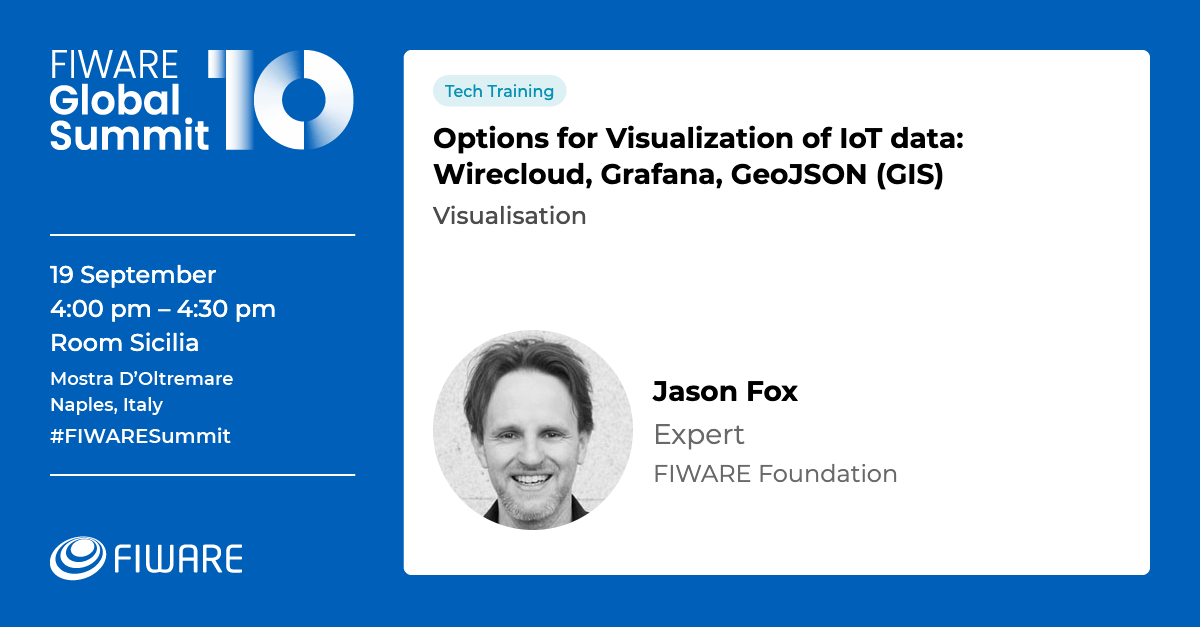 FIWARE
Global
Summit
10
19 September
4:00 pm – 4:30 pm
Room Sicilia
Mostra D’Oltremare
Naples, Italy
#FIWARESummit
FIWARE
Tech Training
Options for Visualization of IoT data:
Wirecloud, Grafana, GeoJSON (GIS)
Visualisation
Jason Fox
Expert
FIWARE Foundation